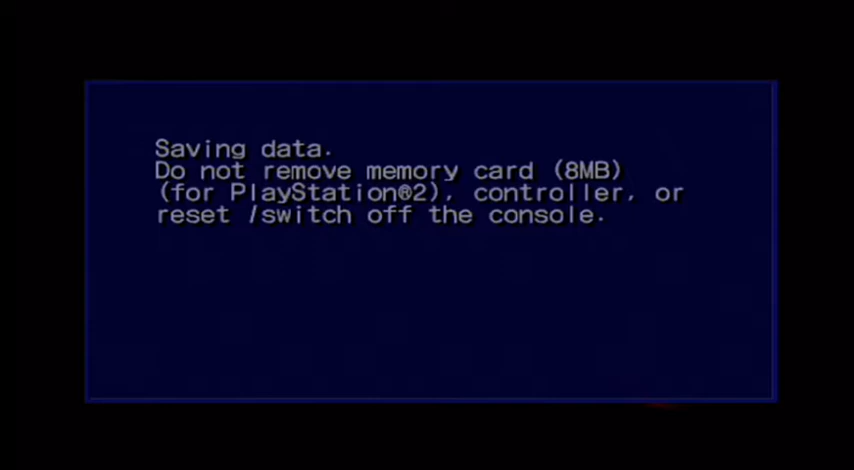 Saving data.
Do not remove memory card (8MB)
(for PlayStation®2), controller, or
reset /switch off the console.